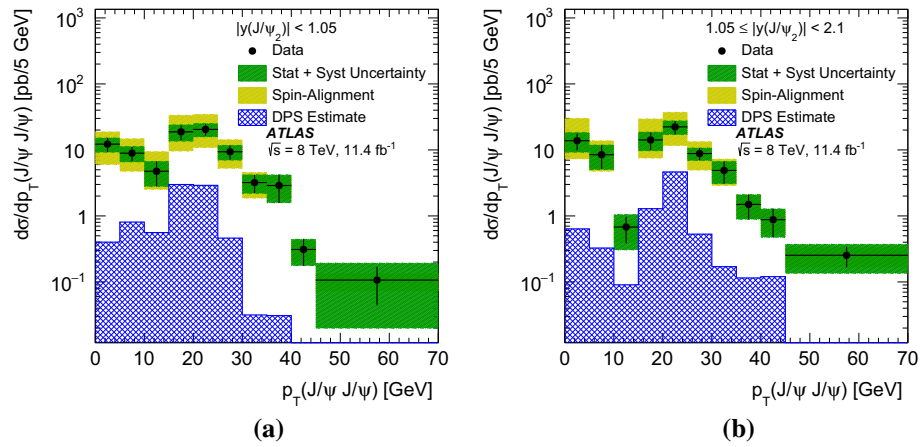 dσ/dp_T(J/ψ J/ψ) [pb/5 GeV]
10³
10²
10
1
10⁻¹
|y(J/ψ₂)| < 1.05
Data
Stat + Syst Uncertainty
Spin-Alignment
DPS Estimate
ATLAS
√s = 8 TeV, 11.4 fb⁻¹
0 10 20 30 40 50 60 70
p_T(J/ψ J/ψ) [GeV]
(a)
dσ/dp_T(J/ψ J/ψ) [pb/5 GeV]
10³
10²
10
1
10⁻¹
1.05 ≤ |y(J/ψ₂)| < 2.1
Data
Stat + Syst Uncertainty
Spin-Alignment
DPS Estimate
ATLAS
√s = 8 TeV, 11.4 fb⁻¹
0 10 20 30 40 50 60 70
p_T(J/ψ J/ψ) [GeV]
(b)